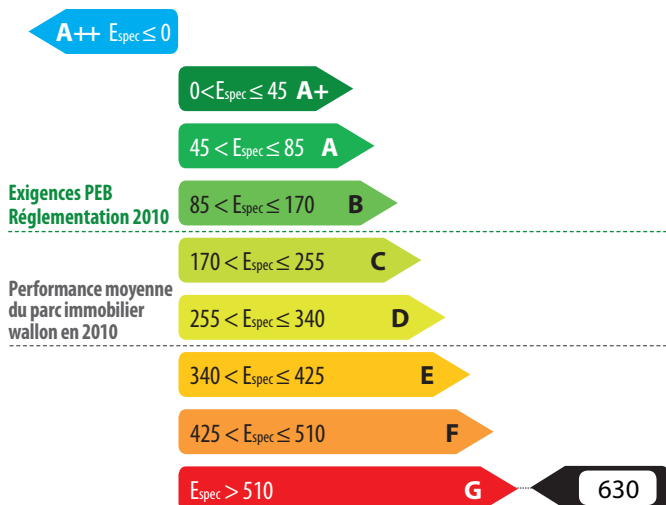 A++ Espec ≤ 0
0<Espec ≤ 45 A+
45 < Espec ≤ 85 A
Exigences PEB
Réglementation 2010
85 < Espec ≤ 170 B
170 < Espec ≤ 255 C
Performance moyenne
du parc immobilier
wallon en 2010
255 < Espec ≤ 340 D
340 < Espec ≤ 425 E
425 < Espec ≤ 510 F
Espec > 510 G
630